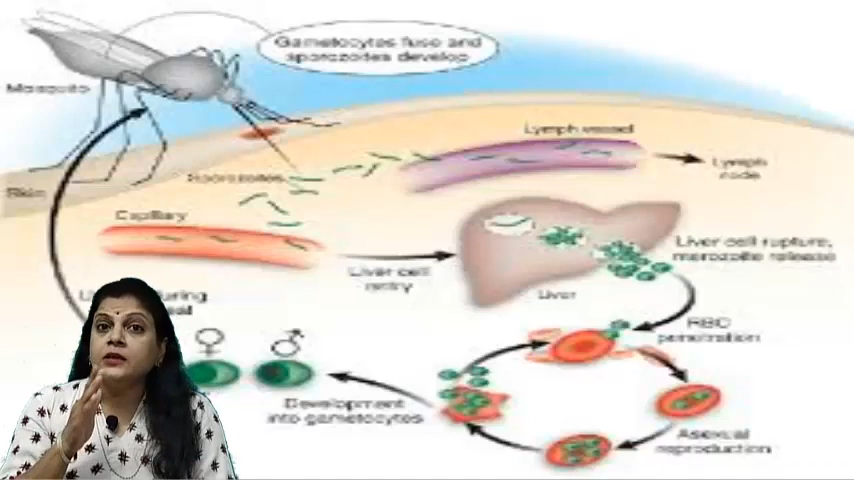 Gametocytes fuse and
sporozoites develop
Mosquito
Lymph vessel
Lymph
node
Sporozoites
Skin
Capillary
Liver cell rupture,
merozoite release
Liver cell
entry
Liver
RBC
penetration
Development
into gametocytes
Asexual
reproduction